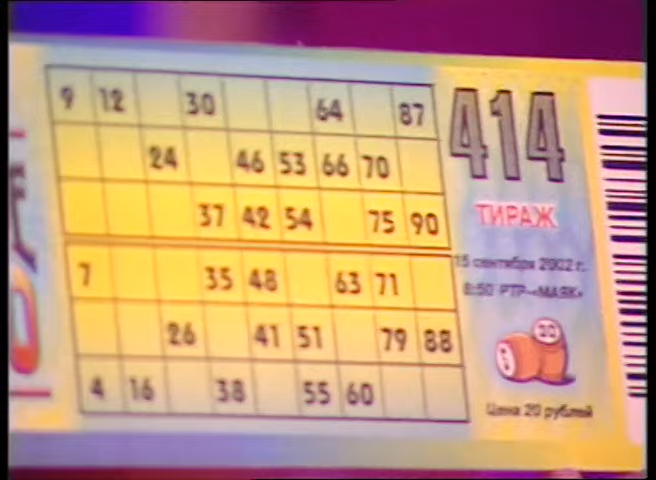 9 12 30 64 87
24 46 53 66 70
37 42 54 75 90
7 35 48 63 71
26 41 51 79 88
4 16 38 55 60
414
ТИРАЖ
15 сентября 2002 г.
8:50 РТР-«МАЯК»
Цена 20 рублей